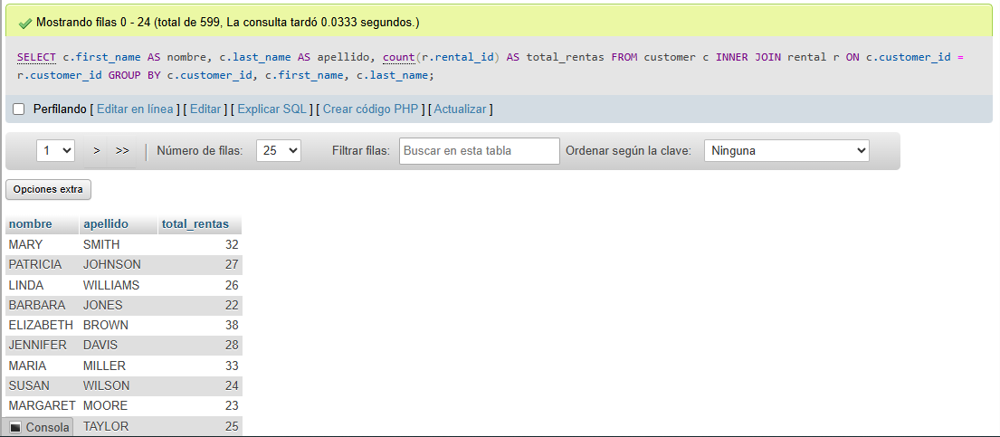 Mostrando filas 0 - 24 (total de 599, La consulta tardó 0.0333 segundos.)
SELECT c.first_name AS nombre, c.last_name AS apellido, count(r.rental_id) AS total_rentas FROM customer c INNER JOIN rental r ON c.customer_id =
r.customer_id GROUP BY c.customer_id, c.first_name, c.last_name;
Perfilando [ Editar en línea ] [ Editar ] [ Explicar SQL ] [ Crear código PHP ] [ Actualizar ]
1 > >> | Número de filas: 25 Filtrar filas: Buscar en esta tabla Ordenar según la clave: Ninguna
Opciones extra
nombre apellido total_rentas
MARY SMITH 32
PATRICIA JOHNSON 27
LINDA WILLIAMS 26
BARBARA JONES 22
ELIZABETH BROWN 38
JENNIFER DAVIS 28
MARIA MILLER 33
SUSAN WILSON 24
MARGARET MOORE 23
Consola TAYLOR 25